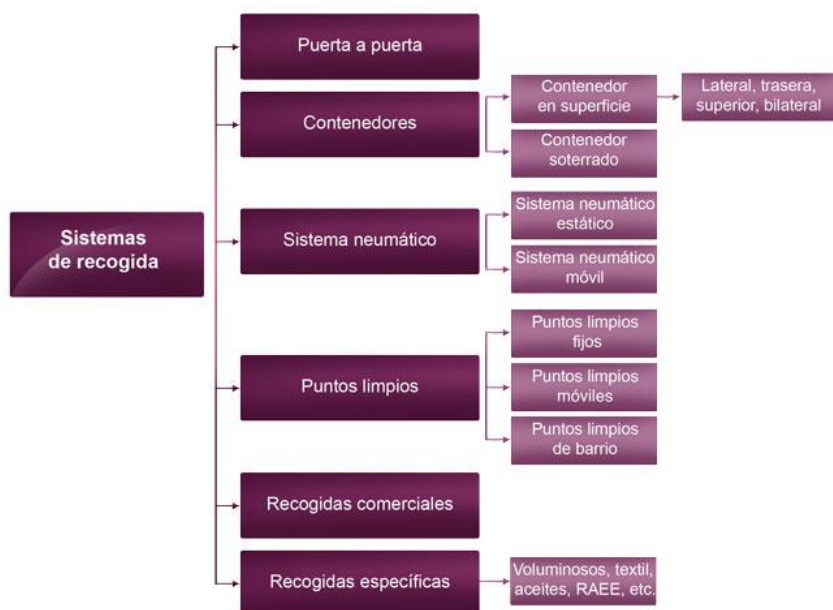 Sistemas
de recogida
Puerta a puerta
Contenedores
Contenedor
en superficie
Lateral, trasera,
superior, bilateral
Contenedor
soterrado
Sistema neumático
Sistema neumático
estático
Sistema neumático
móvil
Puntos limpios
Puntos limpios
fijos
Puntos limpios
móviles
Puntos limpios
de barrio
Recogidas comerciales
Recogidas específicas
Voluminosos, textil,
aceites, RAEE, etc.